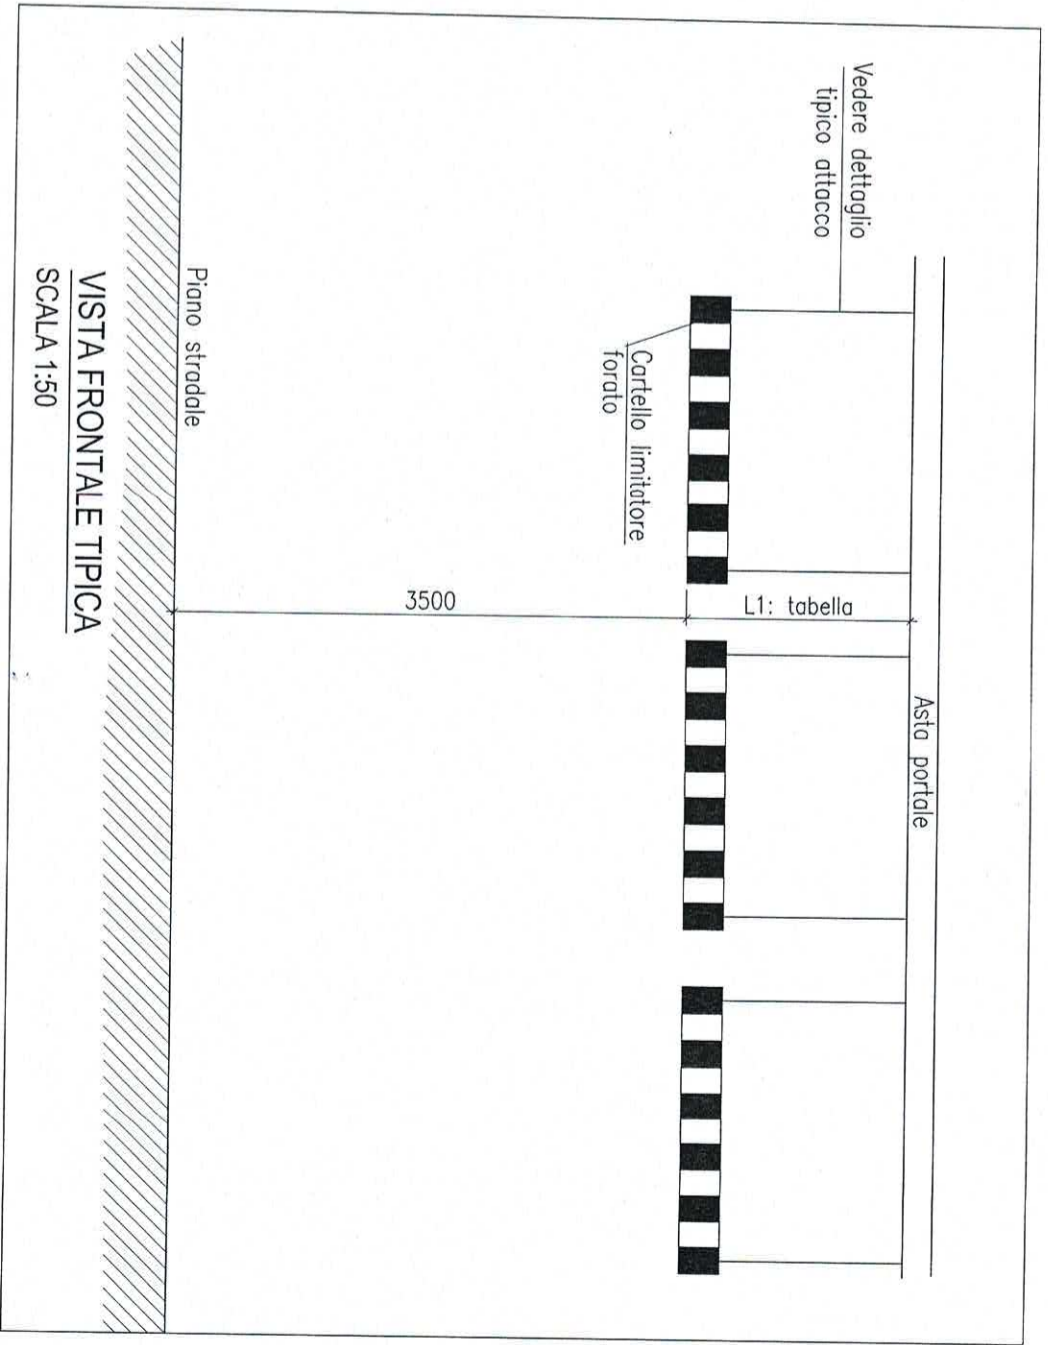 Vedere dettaglio
tipico attacco
Asta portale
L1: tabella
Cartello limitatore
forato
3500
Piano stradale
VISTA FRONTALE TIPICA
SCALA 1:50